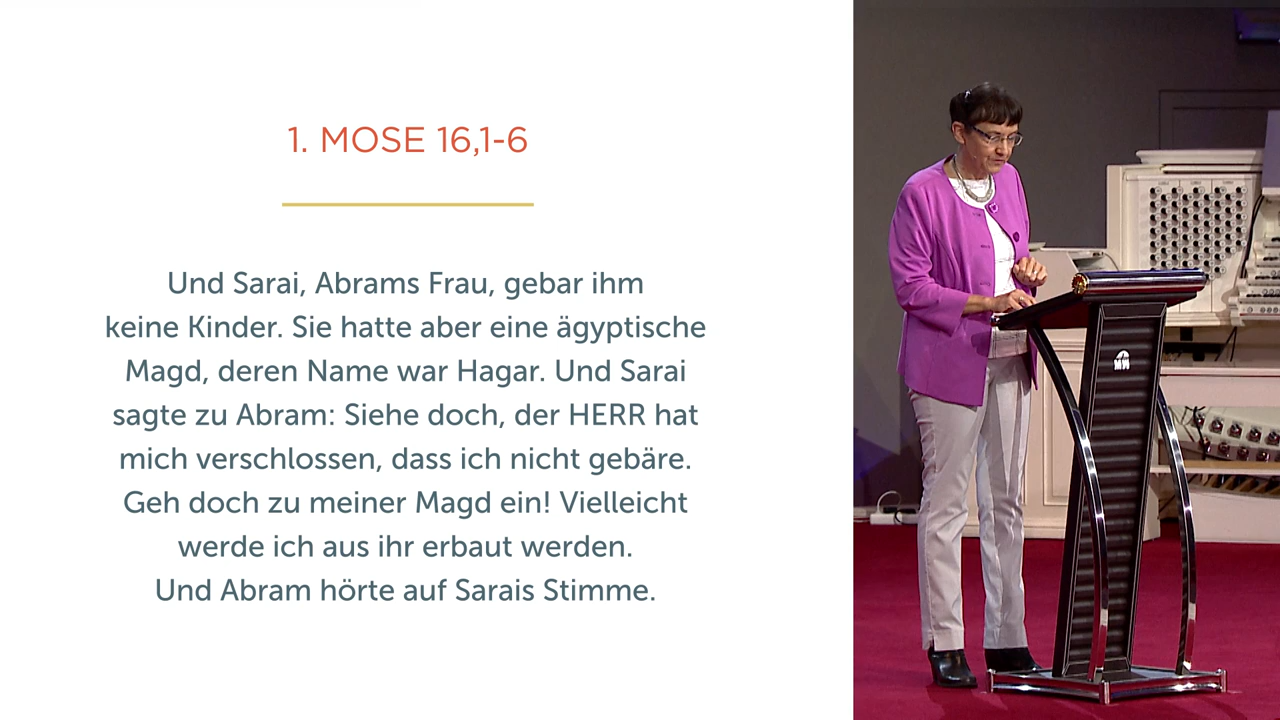 1. MOSE 16,1-6
Und Sarai, Abrams Frau, gebar ihm
keine Kinder. Sie hatte aber eine ägyptische
Magd, deren Name war Hagar. Und Sarai
sagte zu Abram: Siehe doch, der HERR hat
mich verschlossen, dass ich nicht gebäre.
Geh doch zu meiner Magd ein! Vielleicht
werde ich aus ihr erbaut werden.
Und Abram hörte auf Sarais Stimme.